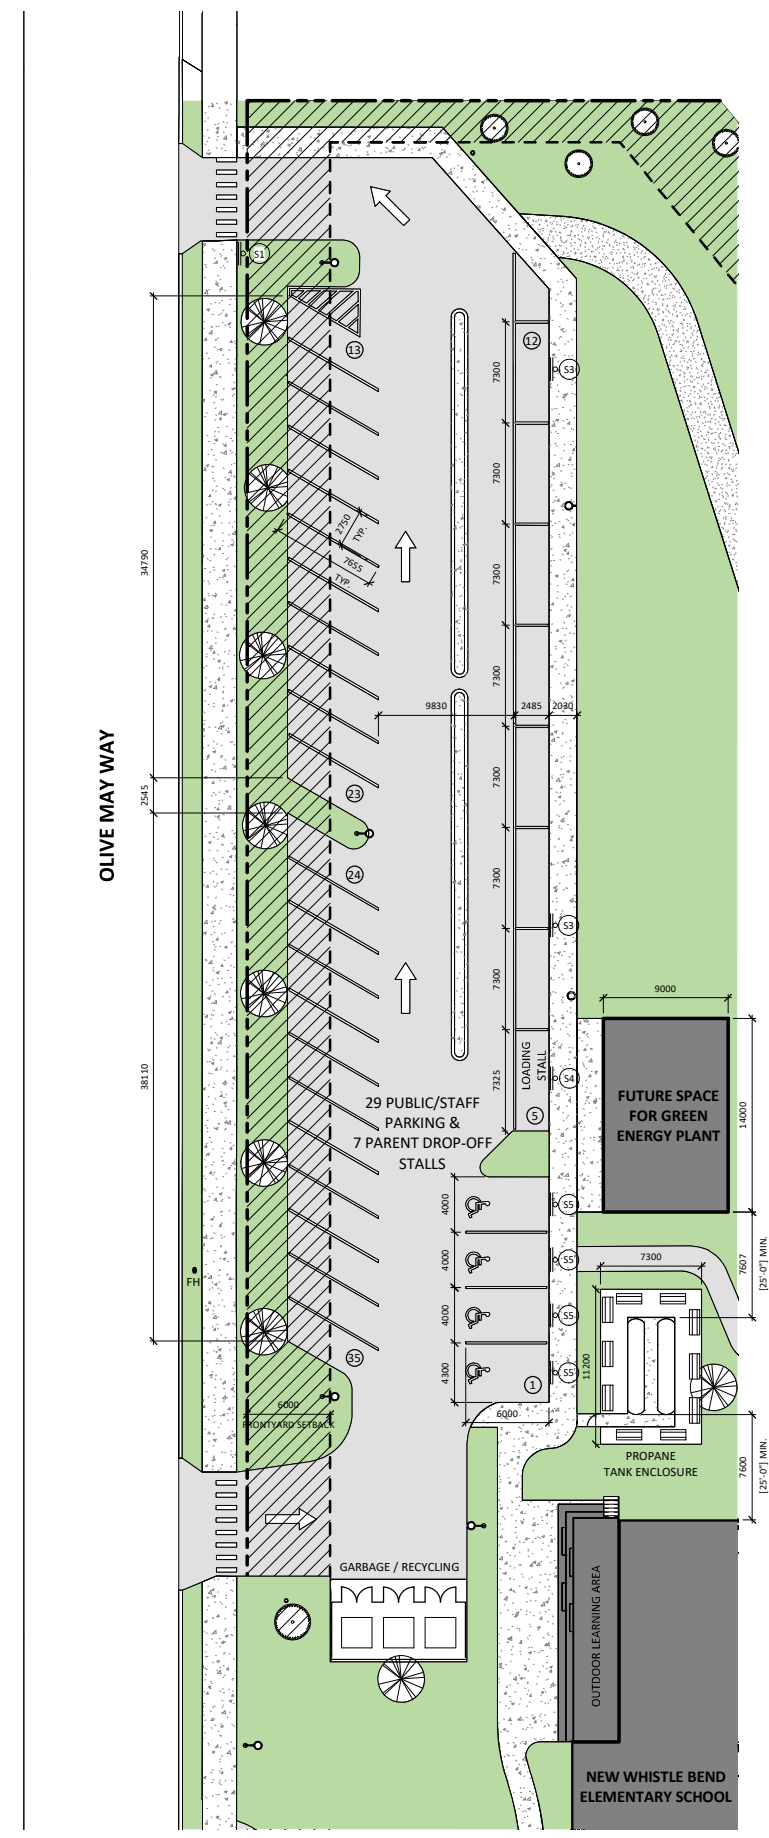 S1
13
12
S3
7300
7300
2750
TYP.
7655
TYP.
34790
7300
7300
9830
2485
2030
OLIVE MAY WAY
7300
2545
23
24
7300
S3
7300
9000
7325
LOADING
STALL
S4
5
38110
29 PUBLIC/STAFF
PARKING &
7 PARENT DROP-OFF
STALLS
FUTURE SPACE
FOR GREEN
ENERGY PLANT
14000
4000
S5
4000
S5
7300
7607
[25'-0"] MIN.
FH
4000
S5
35
4300
1
S5
11200
6000
FRONTYARD SETBACK
6000
PROPANE
TANK ENCLOSURE
7600
[25'-0"] MIN.
GARBAGE / RECYCLING
OUTDOOR LEARNING AREA
NEW WHISTLE BEND
ELEMENTARY SCHOOL